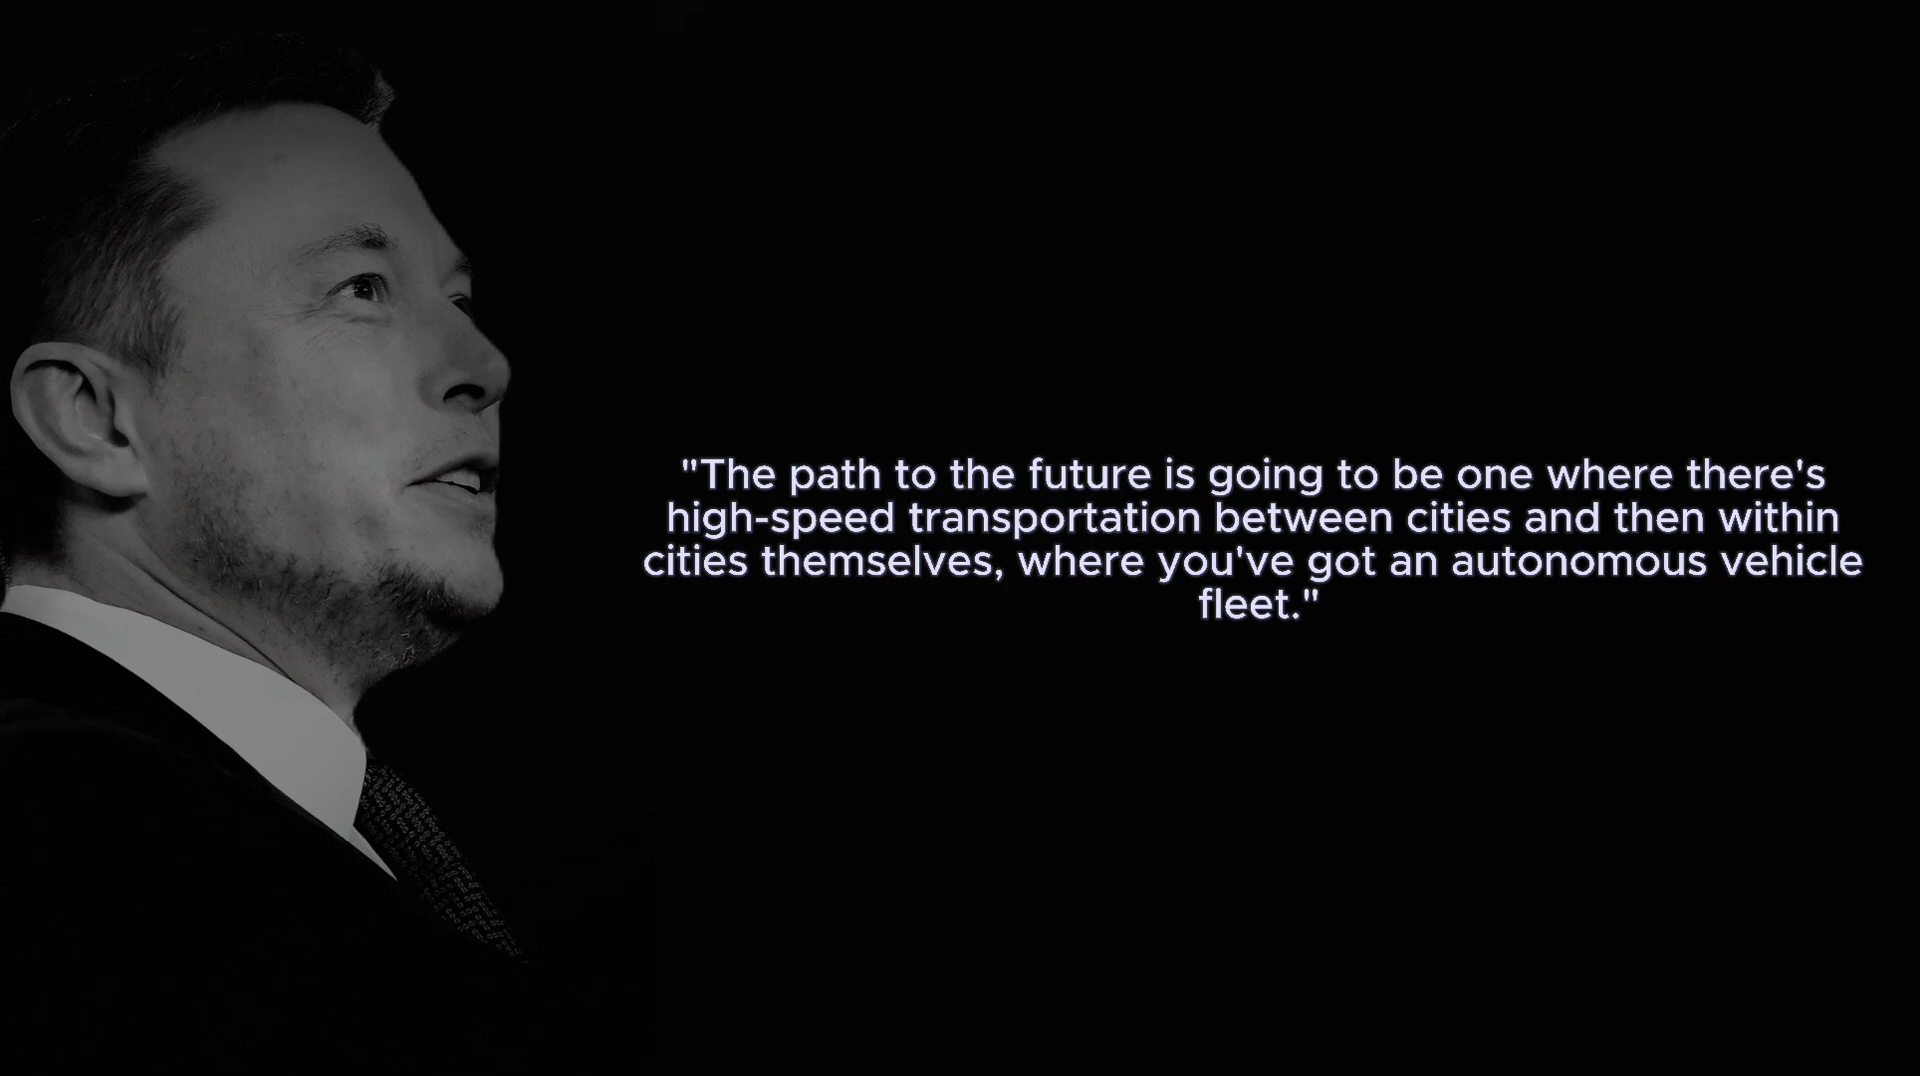 "The path to the future is going to be one where there's
high-speed transportation between cities and then within
cities themselves, where you've got an autonomous vehicle
fleet."